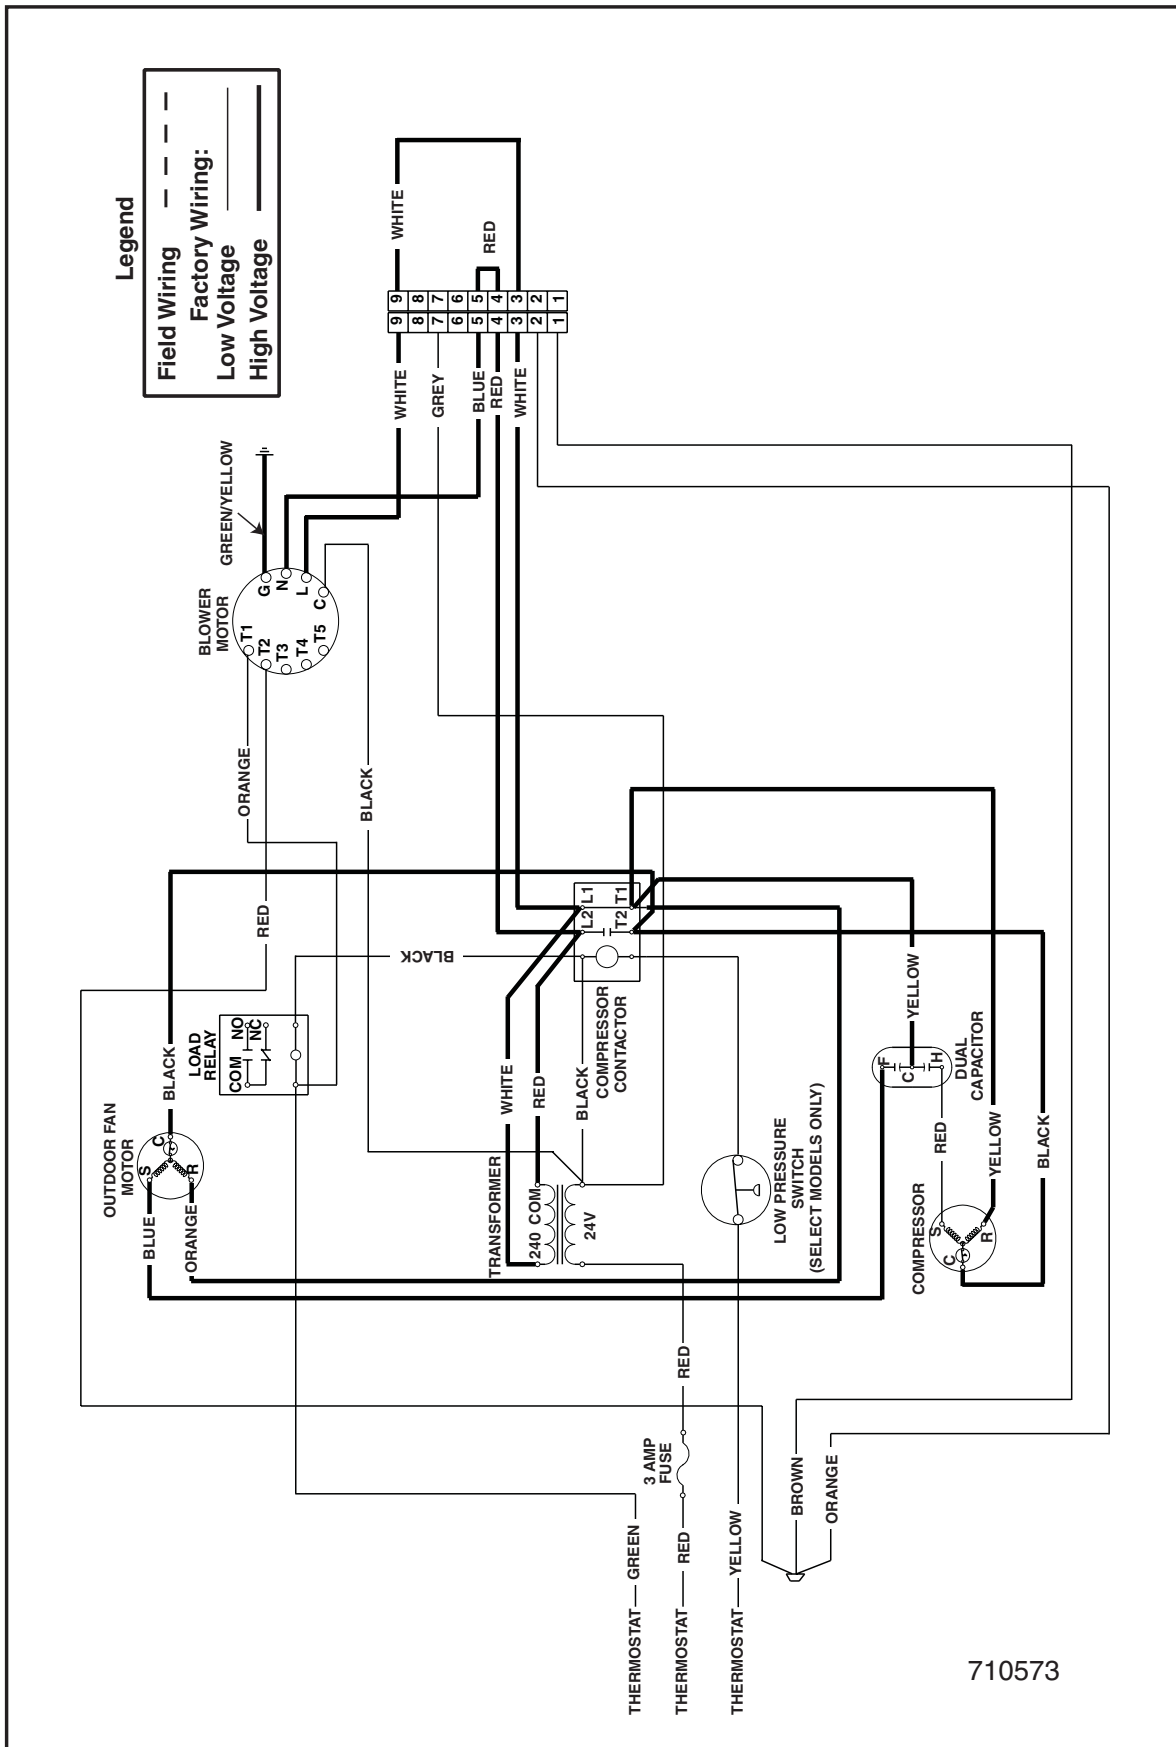 Legend
Field Wiring
Factory Wiring:
Low Voltage
High Voltage
WHITE
RED
9
8
7
6
5
4
3
2
1
9
8
7
6
5
4
3
2
1
WHITE
GREY
BLUE
RED
WHITE
GREEN/YELLOW
BLOWER
MOTOR
G
N
L
C
T1
T2
T3
T4
T5
ORANGE
BLACK
RED
BLACK
L2
L1
T2
T1
COMPRESSOR
CONTACTOR
LOAD
RELAY
COM
NO
NC
BLACK
OUTDOOR FAN
MOTOR
C
S
R
BLUE
ORANGE
WHITE
RED
BLACK
TRANSFORMER
240
COM
24V
LOW PRESSURE
SWITCH
(SELECT MODELS ONLY)
YELLOW
F
C
H
DUAL
CAPACITOR
RED
YELLOW
BLACK
COMPRESSOR
S
C
R
RED
3 AMP
FUSE
THERMOSTAT
GREEN
THERMOSTAT
RED
THERMOSTAT
YELLOW
BROWN
ORANGE
710573